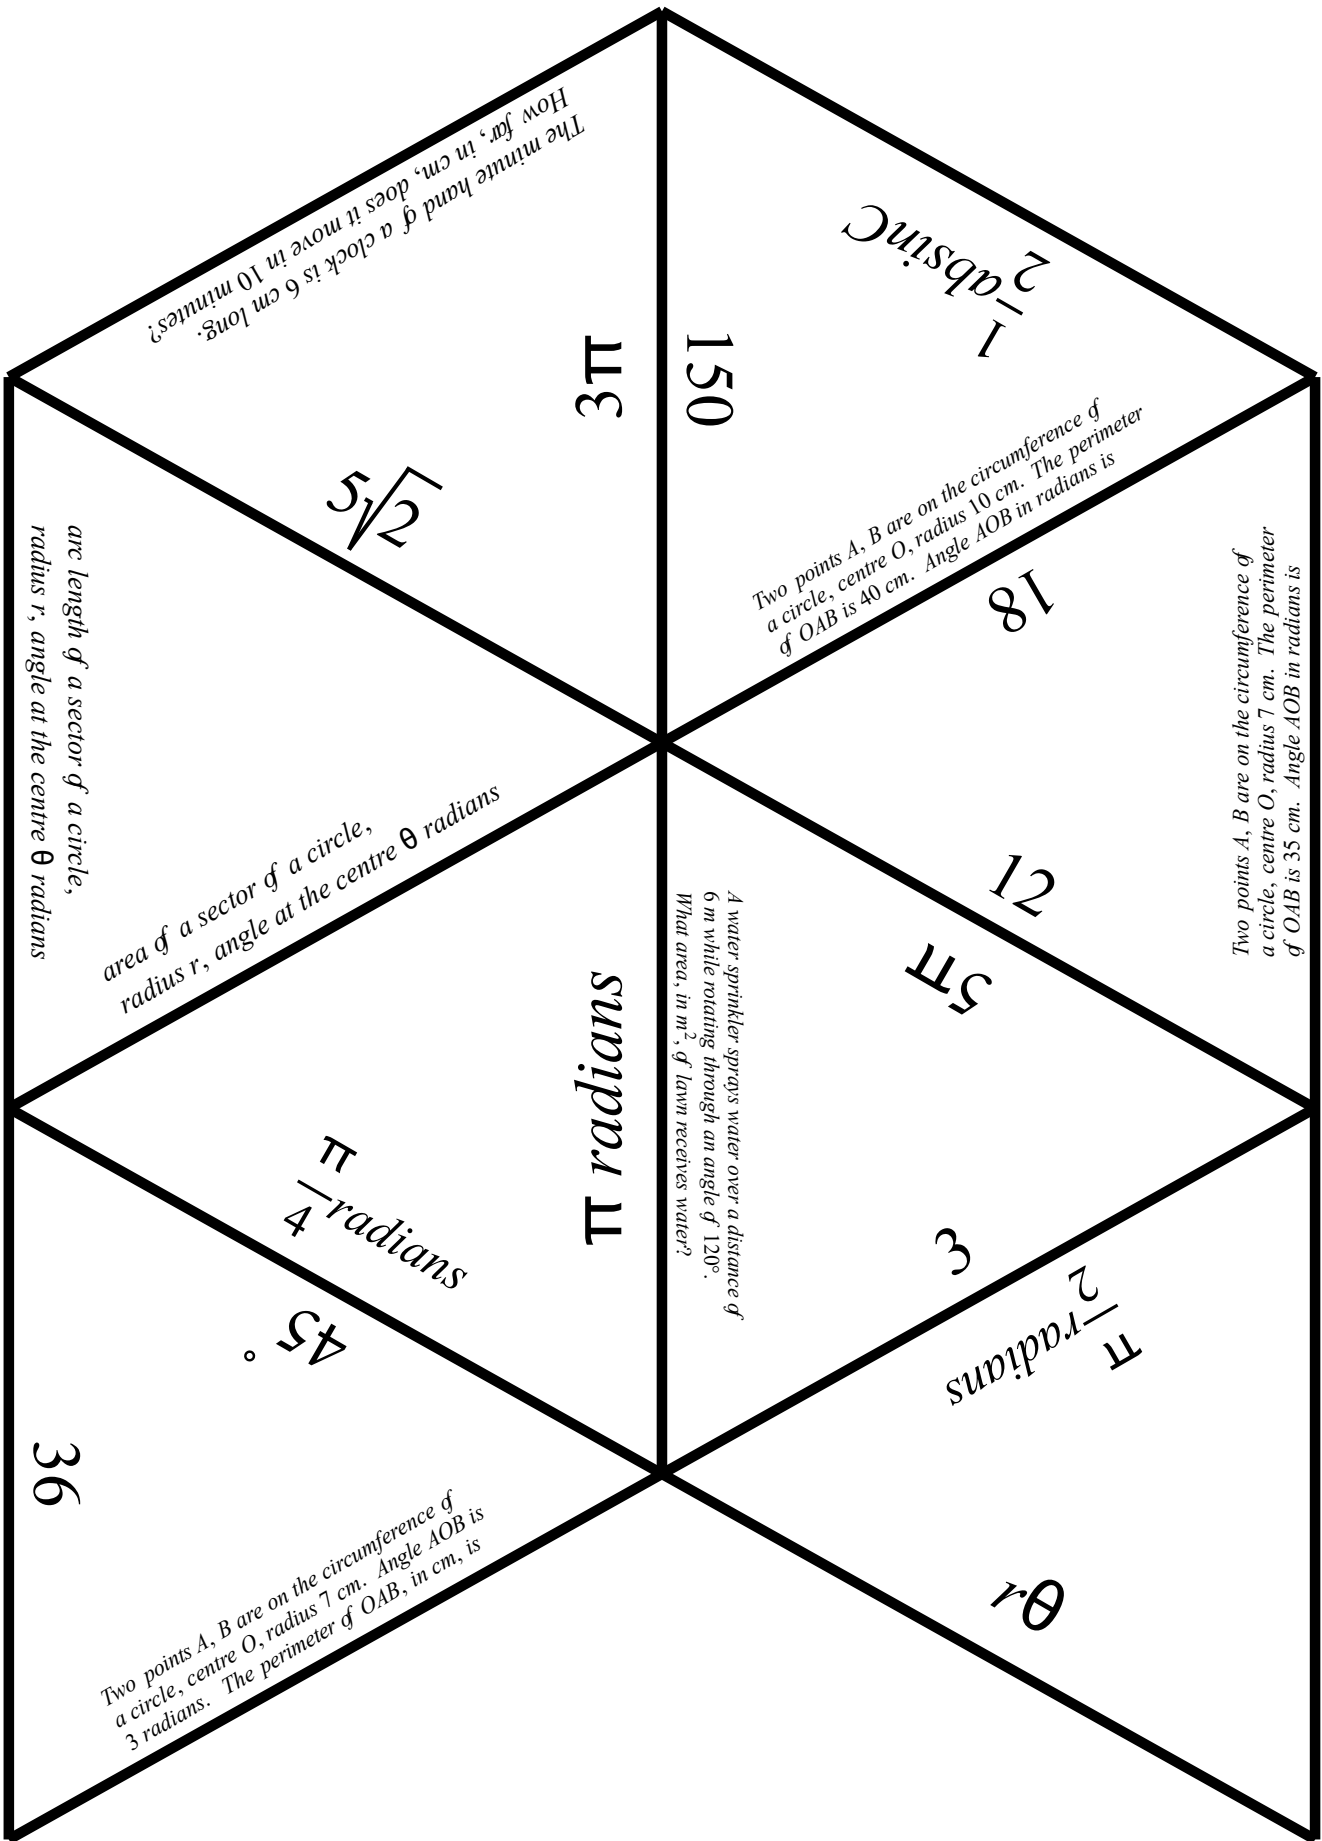 The minute hand of a clock is 6 cm long.
How far, in cm, does it move in 10 minutes?
3π
5√2
150
1/2 absinC
Two points A, B are on the circumference of
a circle, centre O, radius 10 cm. The perimeter
of OAB is 40 cm. Angle AOB in radians is
arc length of a sector of a circle,
radius r, angle at the centre θ radians
area of a sector of a circle,
radius r, angle at the centre θ radians
18
Two points A, B are on the circumference of
a circle, centre O, radius 7 cm. The perimeter
of OAB is 35 cm. Angle AOB in radians is
12
π/4 radians
π radians
A water sprinkler sprays water over a distance of
6 m while rotating through an angle of 120°.
What area, in m², of lawn receives water?
5π
3
45°
36
Two points A, B are on the circumference of
a circle, centre O, radius 7 cm. Angle AOB is
3 radians. The perimeter of OAB, in cm, is
π/2 radians
rθ